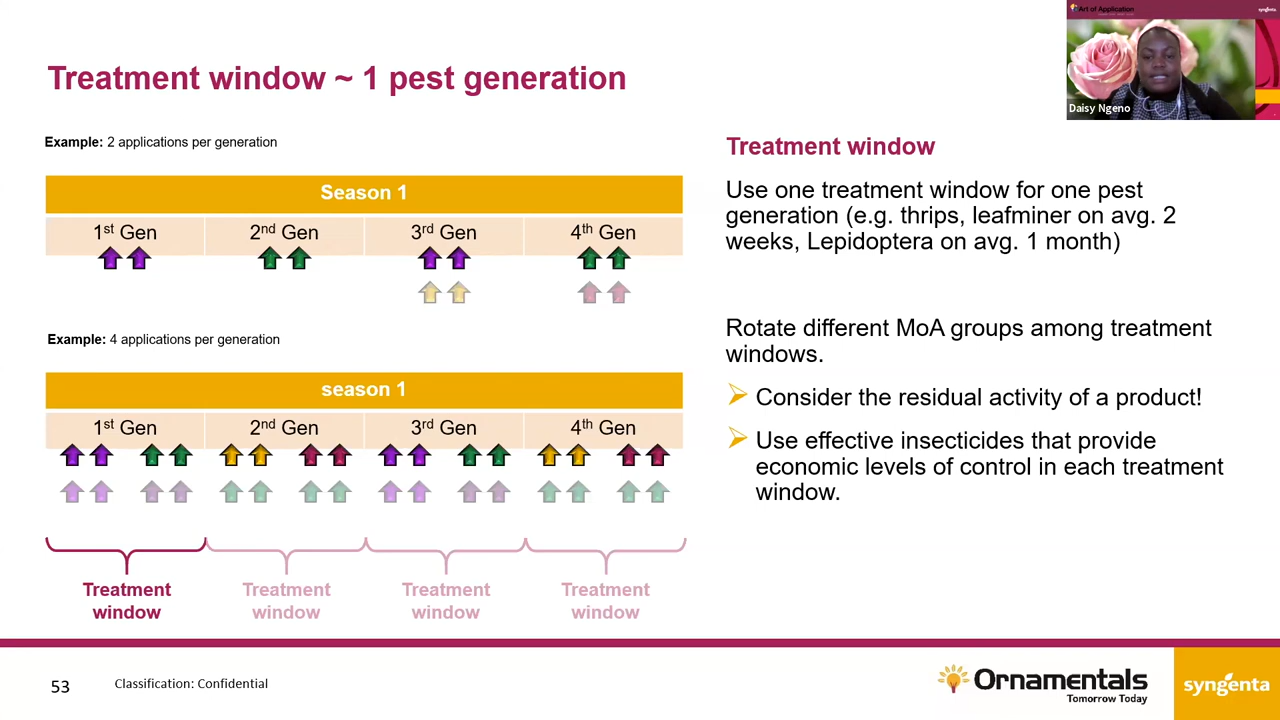 Art of Application
syngenta
Daisy Ngeno
Treatment window ~ 1 pest generation
Example: 2 applications per generation
Season 1
1st Gen 2nd Gen 3rd Gen 4th Gen
Example: 4 applications per generation
season 1
1st Gen 2nd Gen 3rd Gen 4th Gen
Treatment window
Treatment window
Treatment window
Treatment window
Treatment window
Use one treatment window for one pest
generation (e.g. thrips, leafminer on avg. 2
weeks, Lepidoptera on avg. 1 month)
Rotate different MoA groups among treatment
windows.
Consider the residual activity of a product!
Use effective insecticides that provide
economic levels of control in each treatment
window.
53
Classification: Confidential
Ornamentals
Tomorrow Today
syngenta